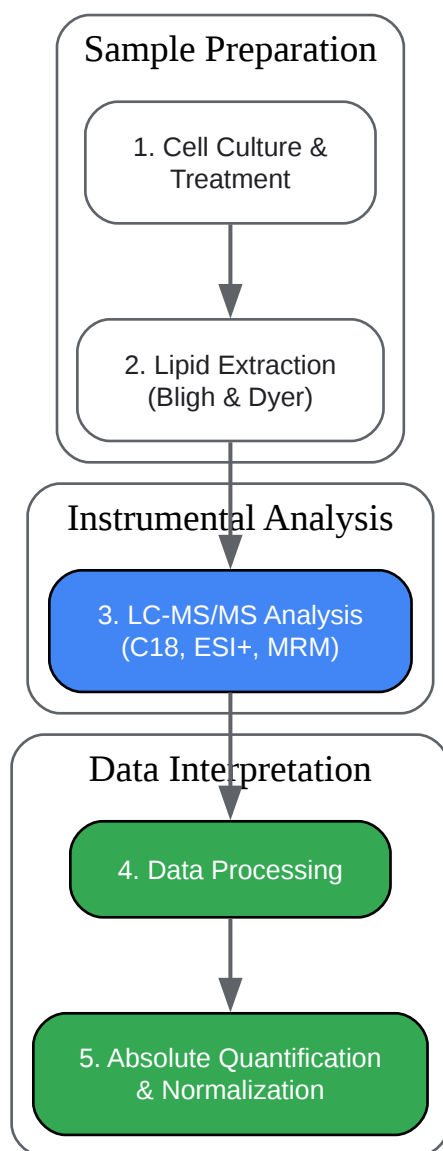 Sample Preparation
1. Cell Culture &
Treatment
2. Lipid Extraction
(Bligh & Dyer)
Instrumental Analysis
3. LC-MS/MS Analysis
(C18, ESI+, MRM)
Data Interpretation
4. Data Processing
5. Absolute Quantification
& Normalization